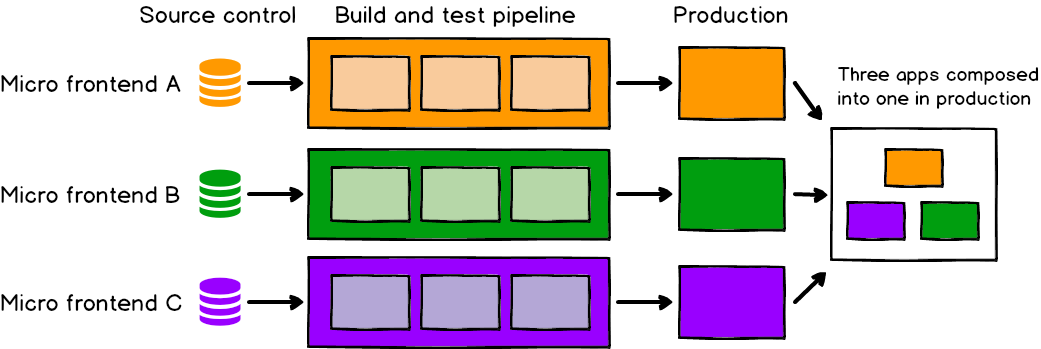 Source control
Build and test pipeline
Production
Micro frontend A
Three apps composed
into one in production
Micro frontend B
Micro frontend C